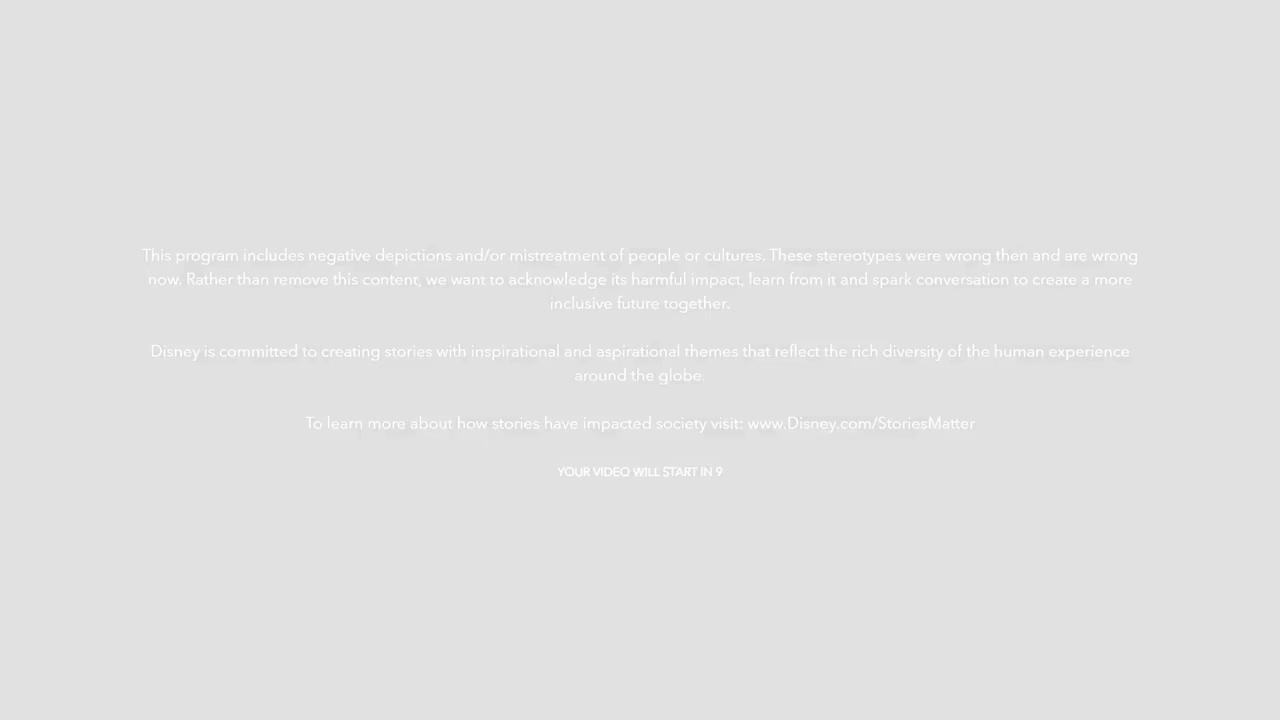 This program includes negative depictions and/or mistreatment of people or cultures. These stereotypes were wrong then and are wrong
now. Rather than remove this content, we want to acknowledge its harmful impact, learn from it and spark conversation to create a more
inclusive future together.
Disney is committed to creating stories with inspirational and aspirational themes that reflect the rich diversity of the human experience
around the globe.
To learn more about how stories have impacted society visit: www.Disney.com/StoriesMatter
YOUR VIDEO WILL START IN 9